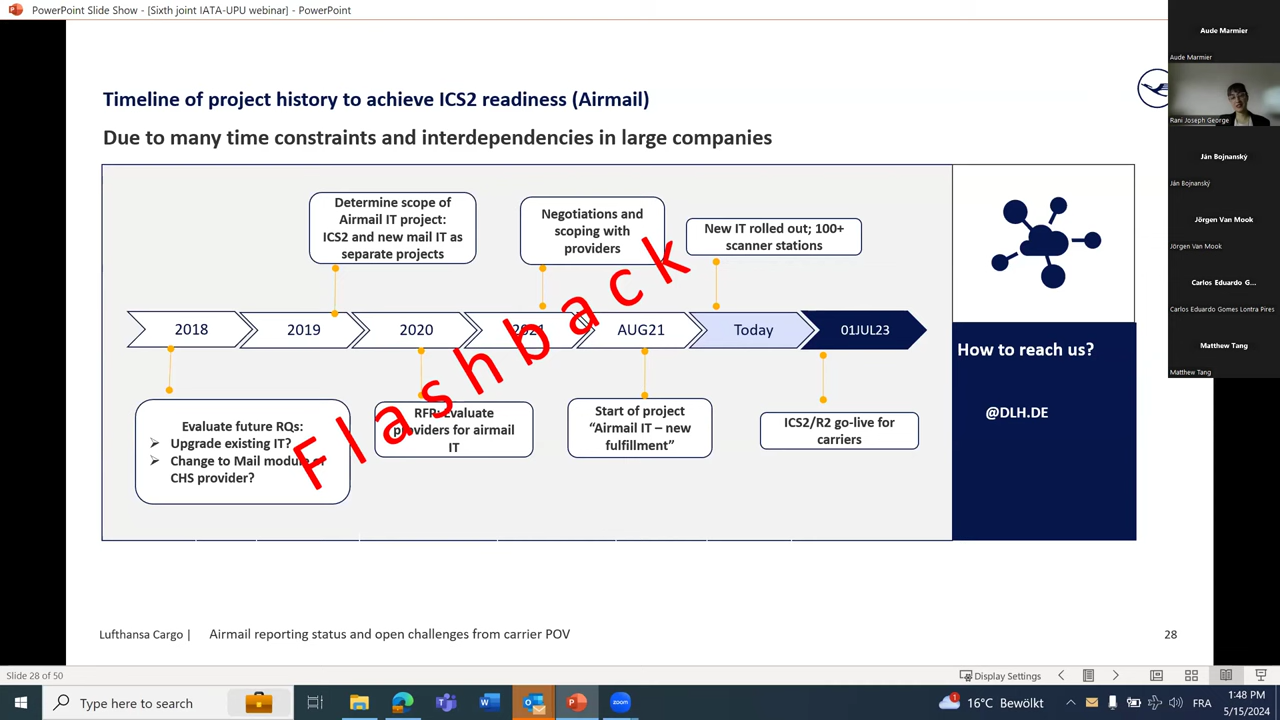 PowerPoint Slide Show - [Sixth joint IATA-UPU webinar] - PowerPoint
Aude Marmier
Aude Marmier
Rani Joseph George
Ján Bojnanský
Ján Bojnanský
Jörgen Van Mook
Jörgen Van Mook
Carlos Eduardo G...
Carlos Eduardo Gomes Lontra Pires
Matthew Tang
Matthew Tang
Timeline of project history to achieve ICS2 readiness (Airmail)
Due to many time constraints and interdependencies in large companies
Determine scope of
Airmail IT project:
ICS2 and new mail IT as
separate projects
Negotiations and
scoping with
providers
New IT rolled out; 100+
scanner stations
2018
2019
2020
2021
AUG21
Today
01JUL23
Flashback
Evaluate future RQs:
➢ Upgrade existing IT?
➢ Change to Mail module of
CHS provider?
RFR: Evaluate
providers for airmail
IT
Start of project
“Airmail IT – new
fulfillment”
ICS2/R2 go-live for
carriers
How to reach us?
@DLH.DE
Lufthansa Cargo | Airmail reporting status and open challenges from carrier POV
28
Slide 28 of 50
Display Settings
Type here to search
1
16°C Bewölkt
FRA
1:48 PM
5/15/2024